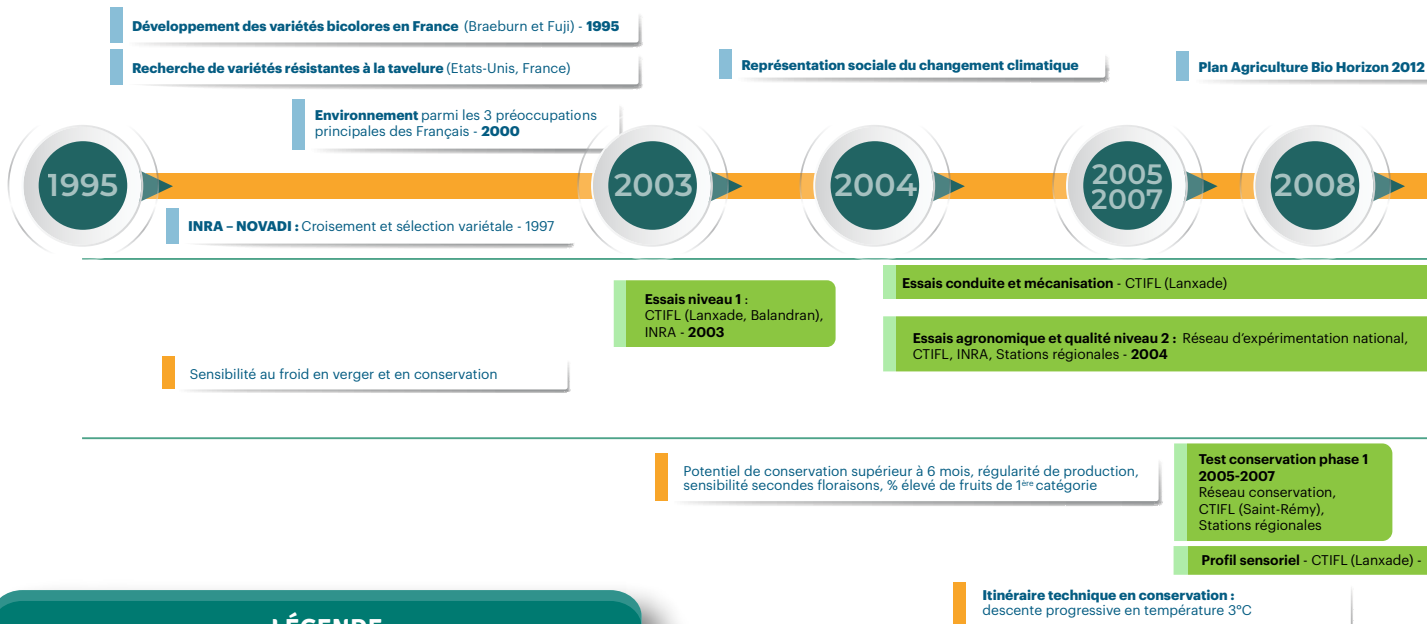 Développement des variétés bicolores en France (Braeburn et Fuji) - 1995
Recherche de variétés résistantes à la tavelure (Etats-Unis, France)
Représentation sociale du changement climatique
Plan Agriculture Bio Horizon 2012
Environnement parmi les 3 préoccupations
principales des Français - 2000
1995
2003
2004
2005
2007
2008
INRA – NOVADI : Croisement et sélection variétale - 1997
Essais niveau 1 :
CTIFL (Lanxade, Balandran),
INRA - 2003
Essais conduite et mécanisation - CTIFL (Lanxade)
Essais agronomique et qualité niveau 2 : Réseau d'expérimentation national,
CTIFL, INRA, Stations régionales - 2004
Sensibilité au froid en verger et en conservation
Potentiel de conservation supérieur à 6 mois, régularité de production,
sensibilité secondes floraisons, % élevé de fruits de 1ère catégorie
Test conservation phase 1
2005-2007
Réseau conservation,
CTIFL (Saint-Rémy),
Stations régionales
Profil sensoriel - CTIFL (Lanxade) -
Itinéraire technique en conservation :
descente progressive en température 3°C
LÉGENDE